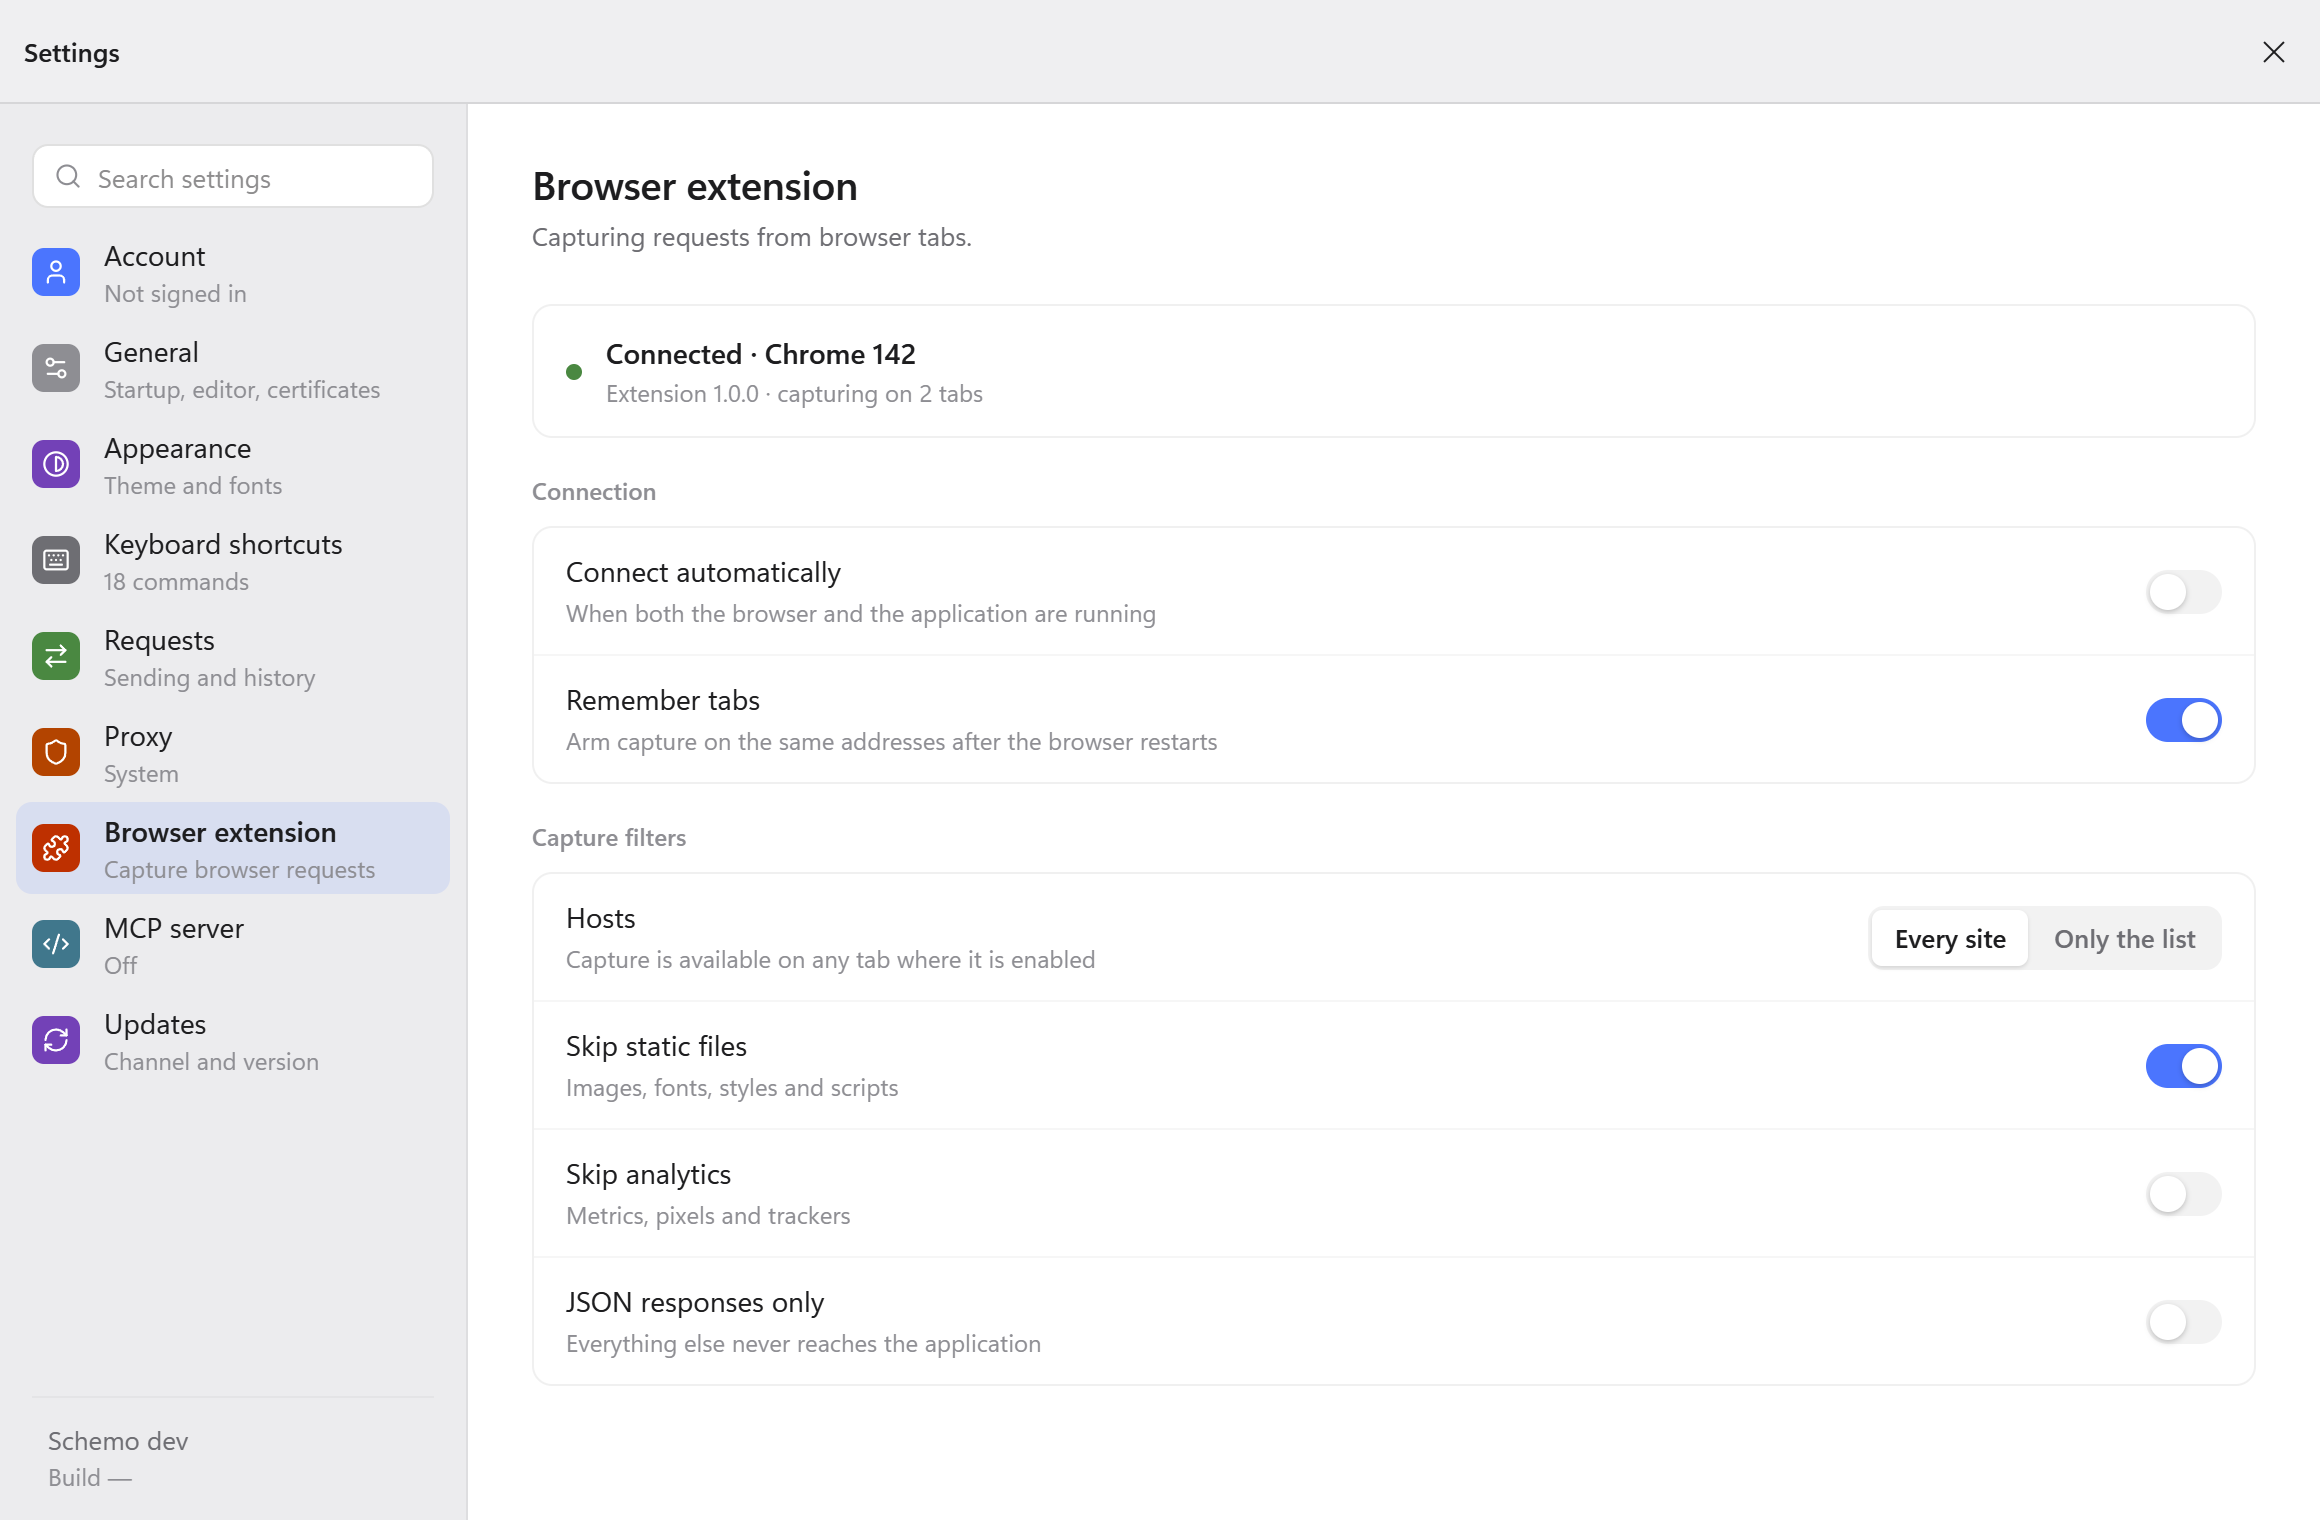 Settings
Search settings
Account
Not signed in
General
Startup, editor, certificates
Appearance
Theme and fonts
Keyboard shortcuts
18 commands
Requests
Sending and history
Proxy
System
Browser extension
Capture browser requests
MCP server
Off
Updates
Channel and version
Schemo dev
Build —
Browser extension
Capturing requests from browser tabs.
Connected · Chrome 142
Extension 1.0.0 · capturing on 2 tabs
Connection
Connect automatically
When both the browser and the application are running
Remember tabs
Arm capture on the same addresses after the browser restarts
Capture filters
Hosts
Capture is available on any tab where it is enabled
Every site
Only the list
Skip static files
Images, fonts, styles and scripts
Skip analytics
Metrics, pixels and trackers
JSON responses only
Everything else never reaches the application